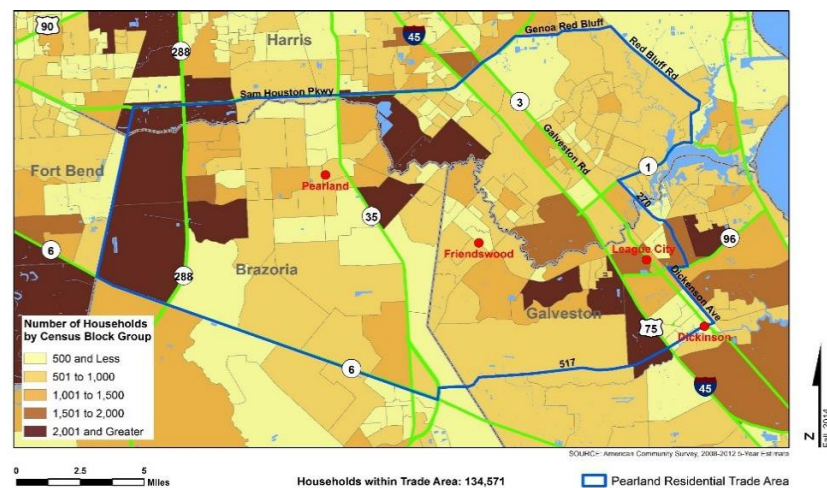 90
288
Harris
45
Genoa Red Bluff
Red Bluff Rd
Sam Houston Pkwy
3
Galveston Rd
Fort Bend
Pearland
1
270
35
6
Friendswood
League City
96
288
Brazoria
Dickenson Ave
Galveston
75
Dickinson
6
517
45
Number of Households
by Census Block Group
500 and Less
501 to 1,000
1,001 to 1,500
1,501 to 2,000
2,001 and Greater
N
Fall, 2014
SOURCE: American Community Survey, 2008-2012 5-Year Estimate
0 2.5 5
Miles
Households within Trade Area: 134,571
Pearland Residential Trade Area